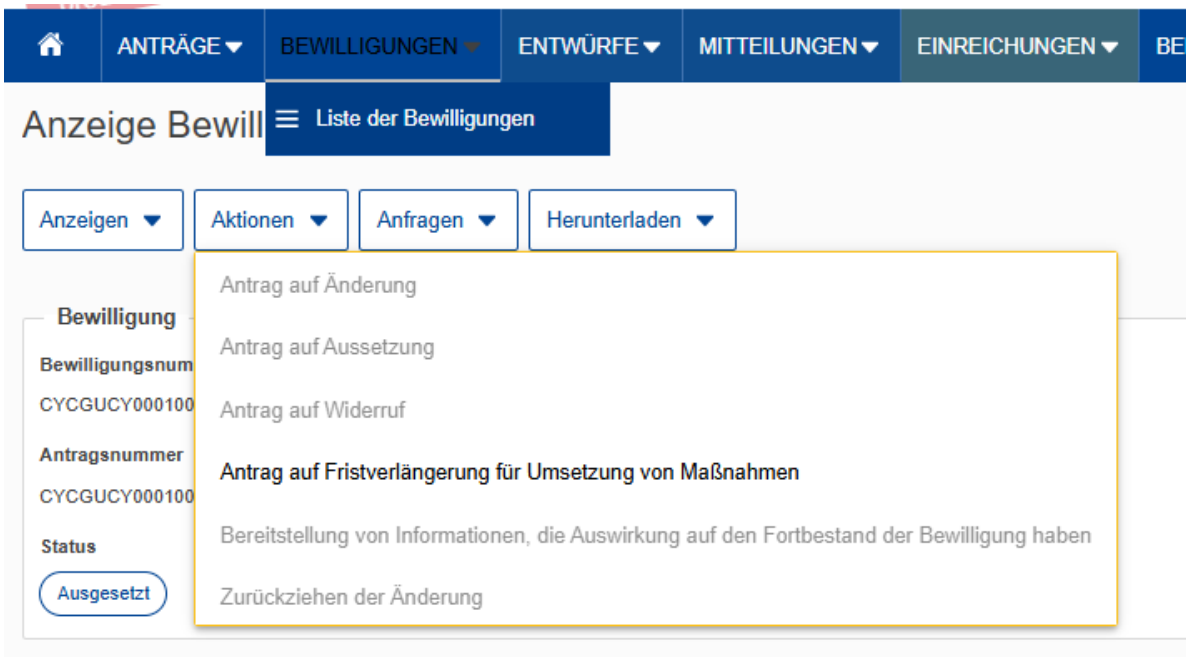 ANTRÄGE BEWILLIGUNGEN ENTWÜRFE MITTEILUNGEN EINREICHUNGEN
Liste der Bewilligungen
Anzeige Bewill
Anzeigen Aktionen Anfragen Herunterladen
Antrag auf Änderung
Antrag auf Aussetzung
Antrag auf Widerruf
Antrag auf Fristverlängerung für Umsetzung von Maßnahmen
Bereitstellung von Informationen, die Auswirkung auf den Fortbestand der Bewilligung haben
Zurückziehen der Änderung
Bewilligung
Bewilligungsnum
CYCGUCY000100
Antragsnummer
CYCGUCY000100
Status
Ausgesetzt